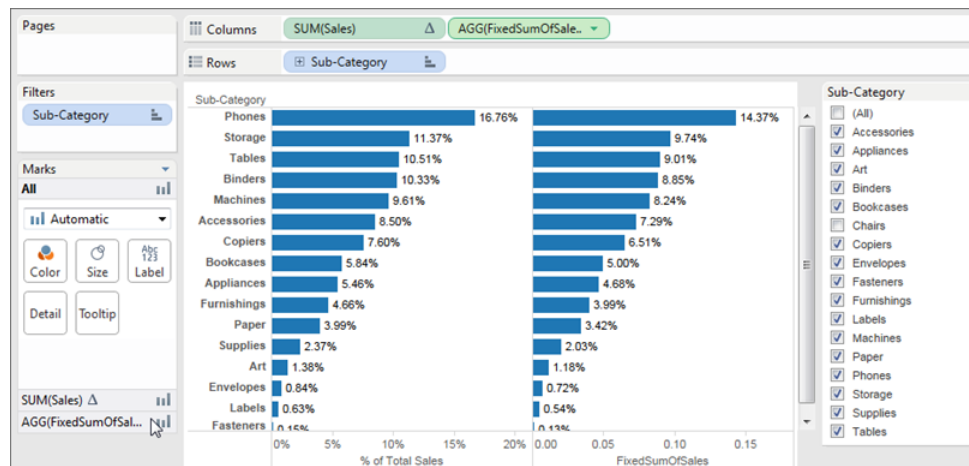 Pages
Columns SUM(Sales) Δ AGG(FixedSumOfSale..
Rows Sub-Category
Filters
Sub-Category
Marks
All
Automatic
Color Size Abc 123 Label
Detail Tooltip
SUM(Sales) Δ
AGG(FixedSumOfSal...
Sub-Category
Phones 16.76% 14.37%
Storage 11.37% 9.74%
Tables 10.51% 9.01%
Binders 10.33% 8.85%
Machines 9.61% 8.24%
Accessories 8.50% 7.29%
Copiers 7.60% 6.51%
Bookcases 5.84% 5.00%
Appliances 5.46% 4.68%
Furnishings 4.66% 3.99%
Paper 3.99% 3.42%
Supplies 2.37% 2.03%
Art 1.38% 1.18%
Envelopes 0.84% 0.72%
Labels 0.63% 0.54%
Fasteners 0.15% 0.13%
0% 5% 10% 15% 20% 0.00 0.05 0.10 0.15
% of Total Sales FixedSumOfSales
Sub-Category
(All)
Accessories
Appliances
Art
Binders
Bookcases
Chairs
Copiers
Envelopes
Fasteners
Furnishings
Labels
Machines
Paper
Phones
Storage
Supplies
Tables